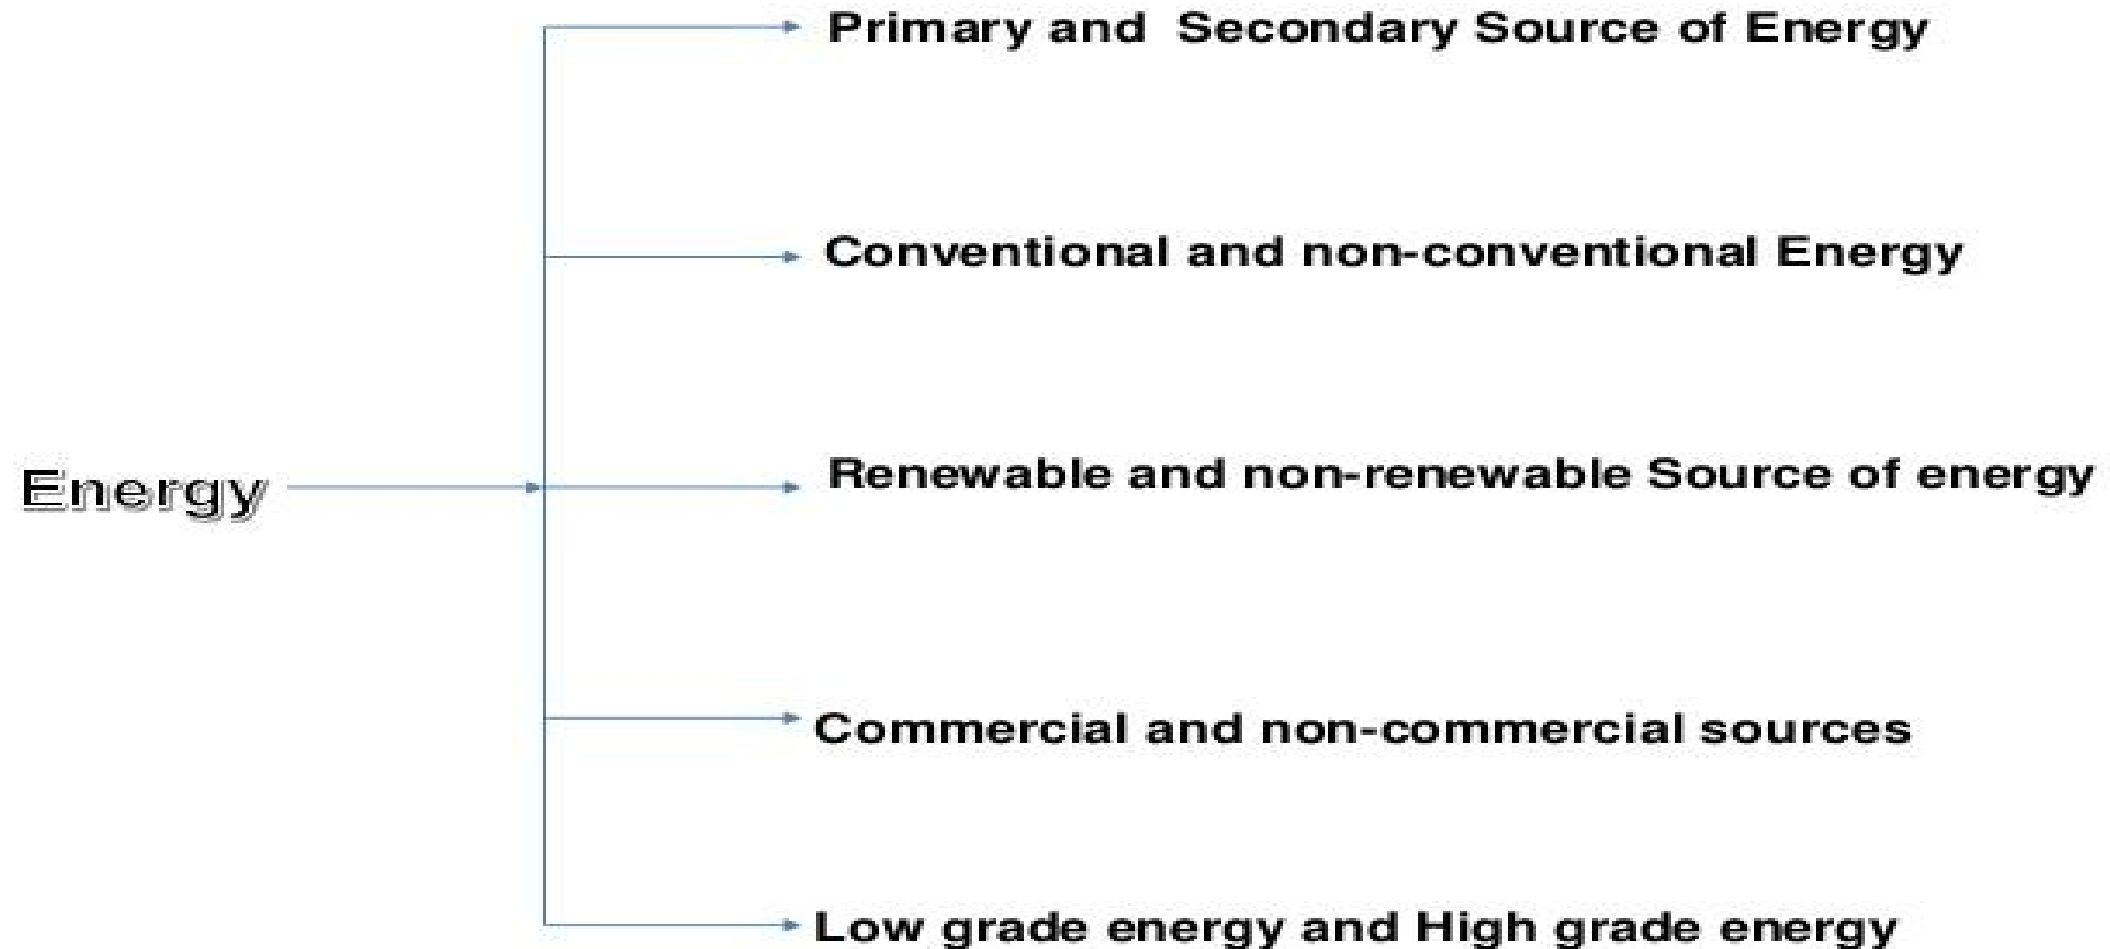 Primary and Secondary Source of Energy
Conventional and non-conventional Energy
Energy
Renewable and non-renewable Source of energy
Commercial and non-commercial sources
Low grade energy and High grade energy